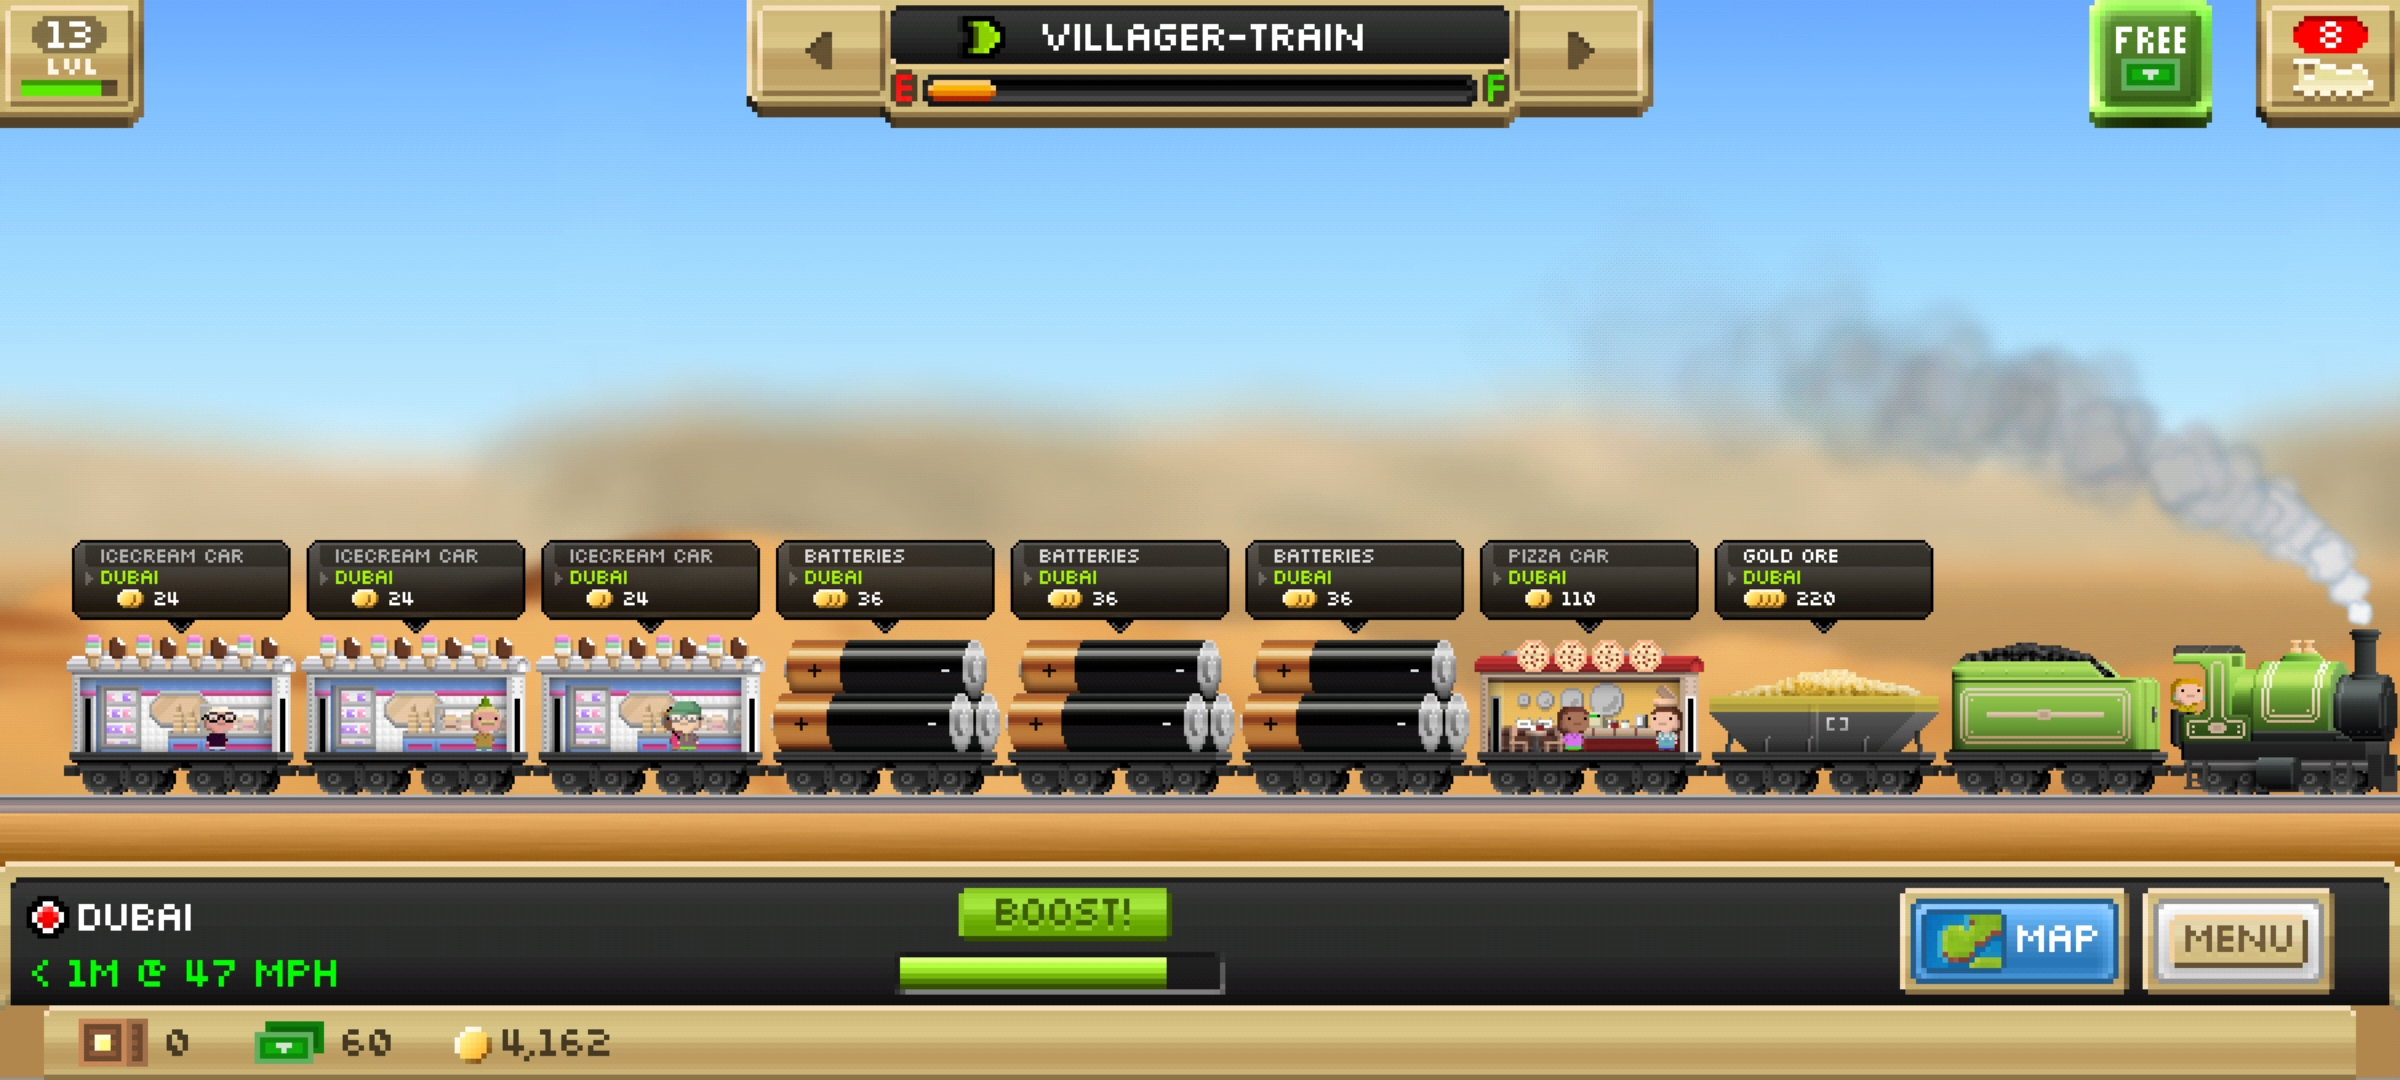 13
LVL
VILLAGER-TRAIN
E F
FREE
8
ICECREAM CAR
DUBAI
24
ICECREAM CAR
DUBAI
24
ICECREAM CAR
DUBAI
24
BATTERIES
DUBAI
36
BATTERIES
DUBAI
36
BATTERIES
DUBAI
36
PIZZA CAR
DUBAI
110
GOLD ORE
DUBAI
220
+ -
+ -
+ -
+ -
+ -
+ -
DUBAI
< 1M @ 47 MPH
BOOST!
MAP
MENU
0
60
4,162